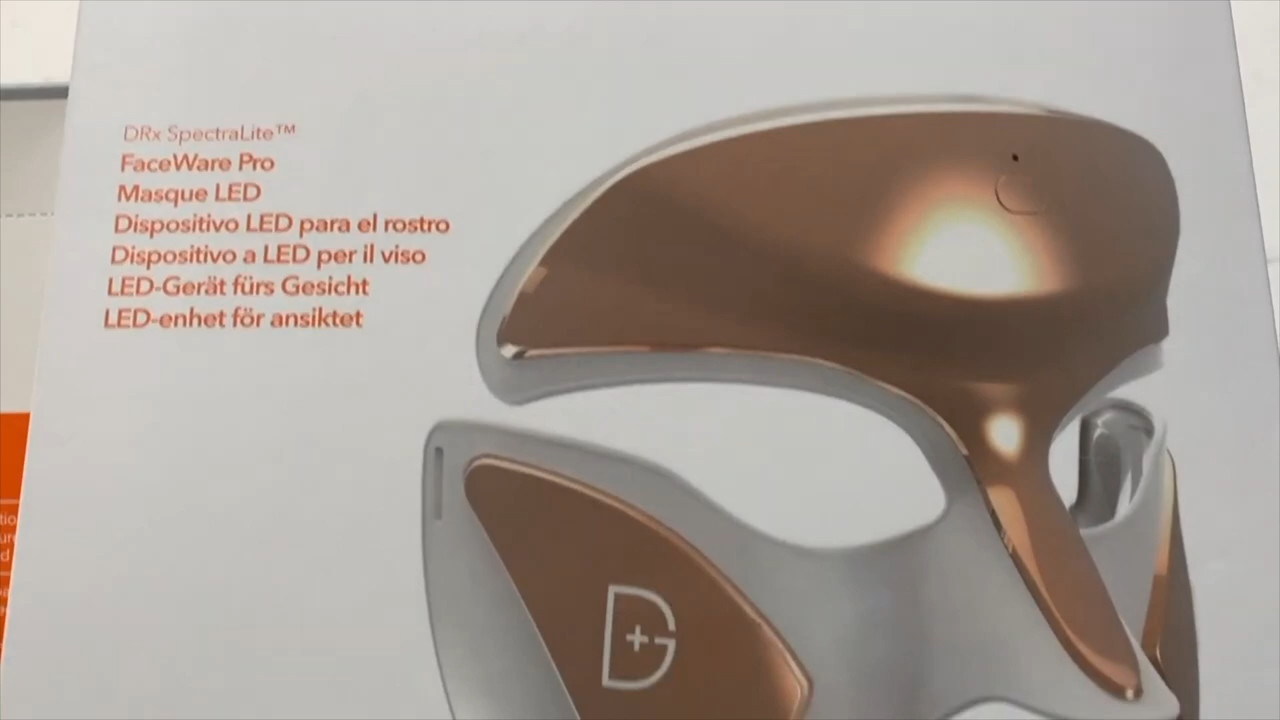 DRx SpectraLite™
FaceWare Pro
Masque LED
Dispositivo LED para el rostro
Dispositivo a LED per il viso
LED-Gerät fürs Gesicht
LED-enhet för ansiktet
D+G